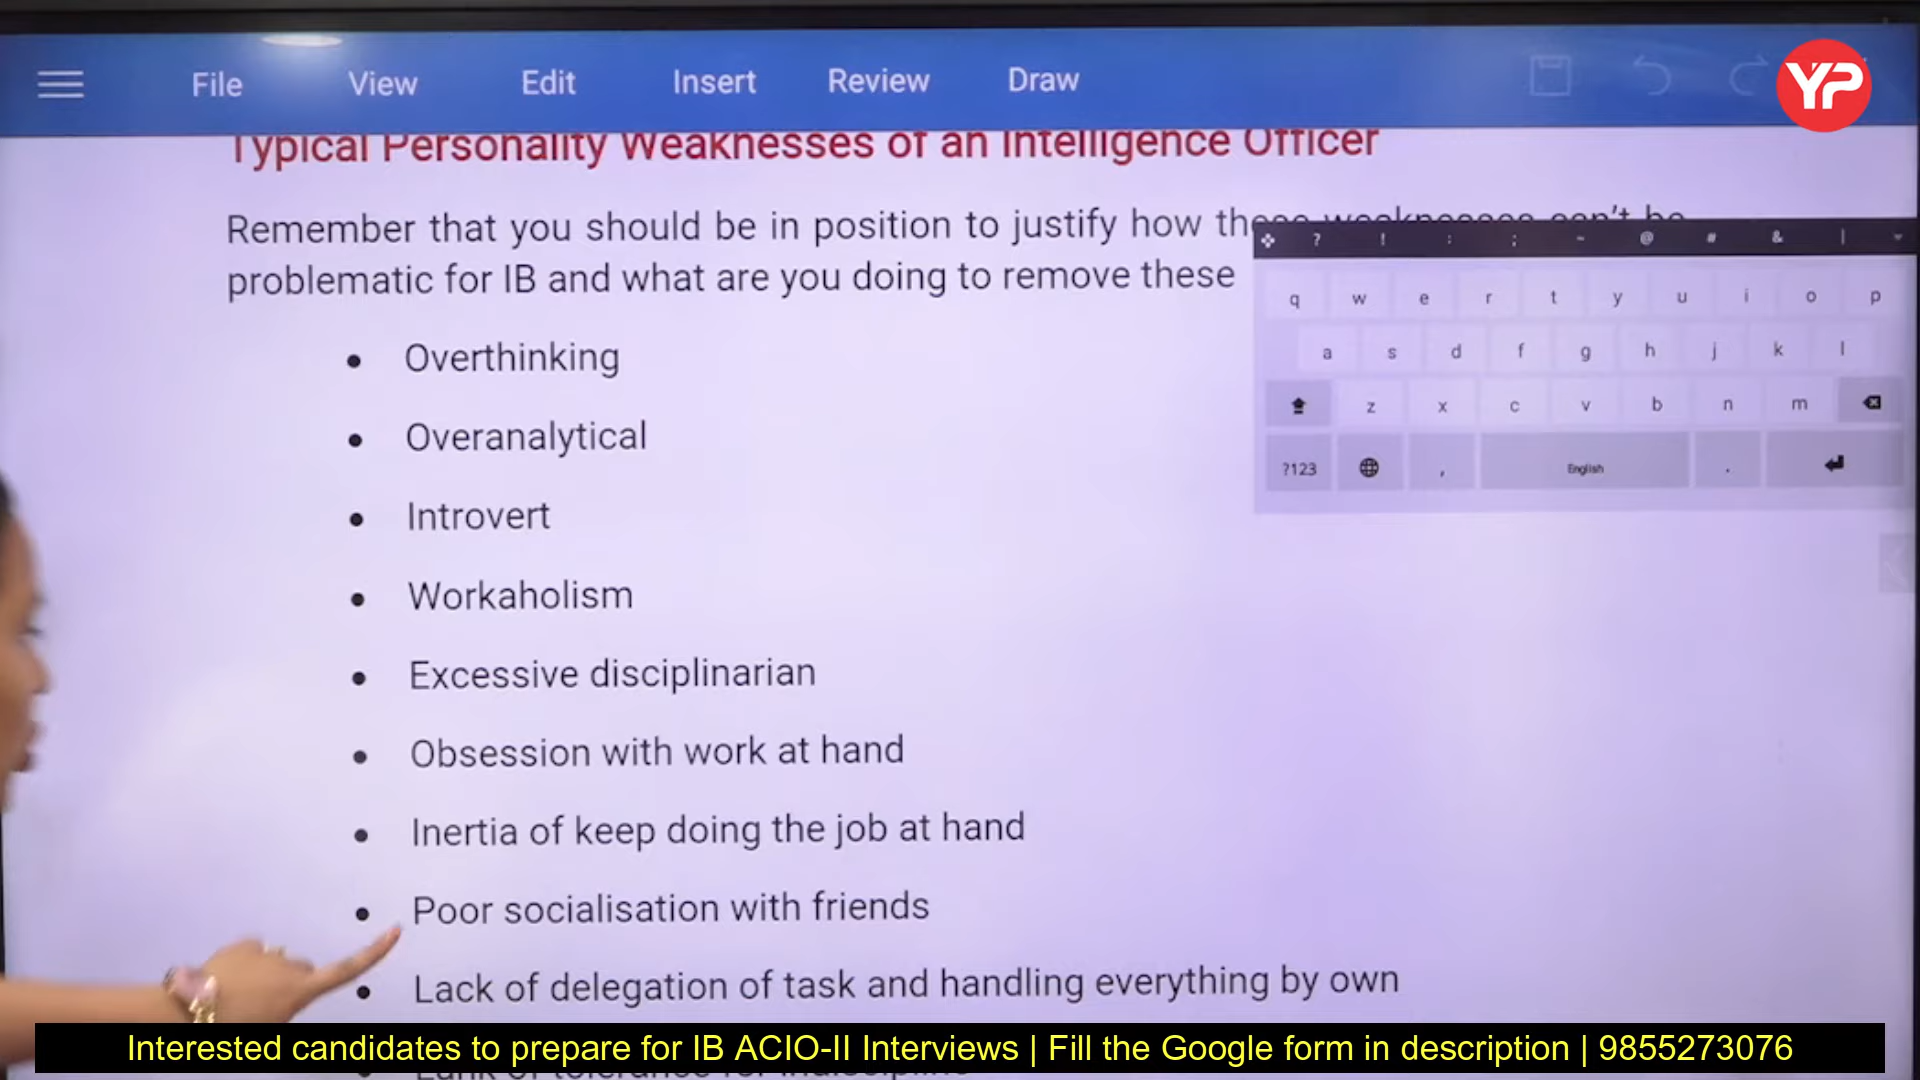 File View Edit Insert Review Draw
YP
Typical Personality Weaknesses of an Intelligence Officer
Remember that you should be in position to justify how these weaknesses can't be
problematic for IB and what are you doing to remove these
? ! : ; ~ @ # & |
q w e r t y u i o p
a s d f g h j k l
z x c v b n m
?123 , English .
• Overthinking
• Overanalytical
• Introvert
• Workaholism
• Excessive disciplinarian
• Obsession with work at hand
• Inertia of keep doing the job at hand
• Poor socialisation with friends
• Lack of delegation of task and handling everything by own
Interested candidates to prepare for IB ACIO-II Interviews | Fill the Google form in description | 9855273076